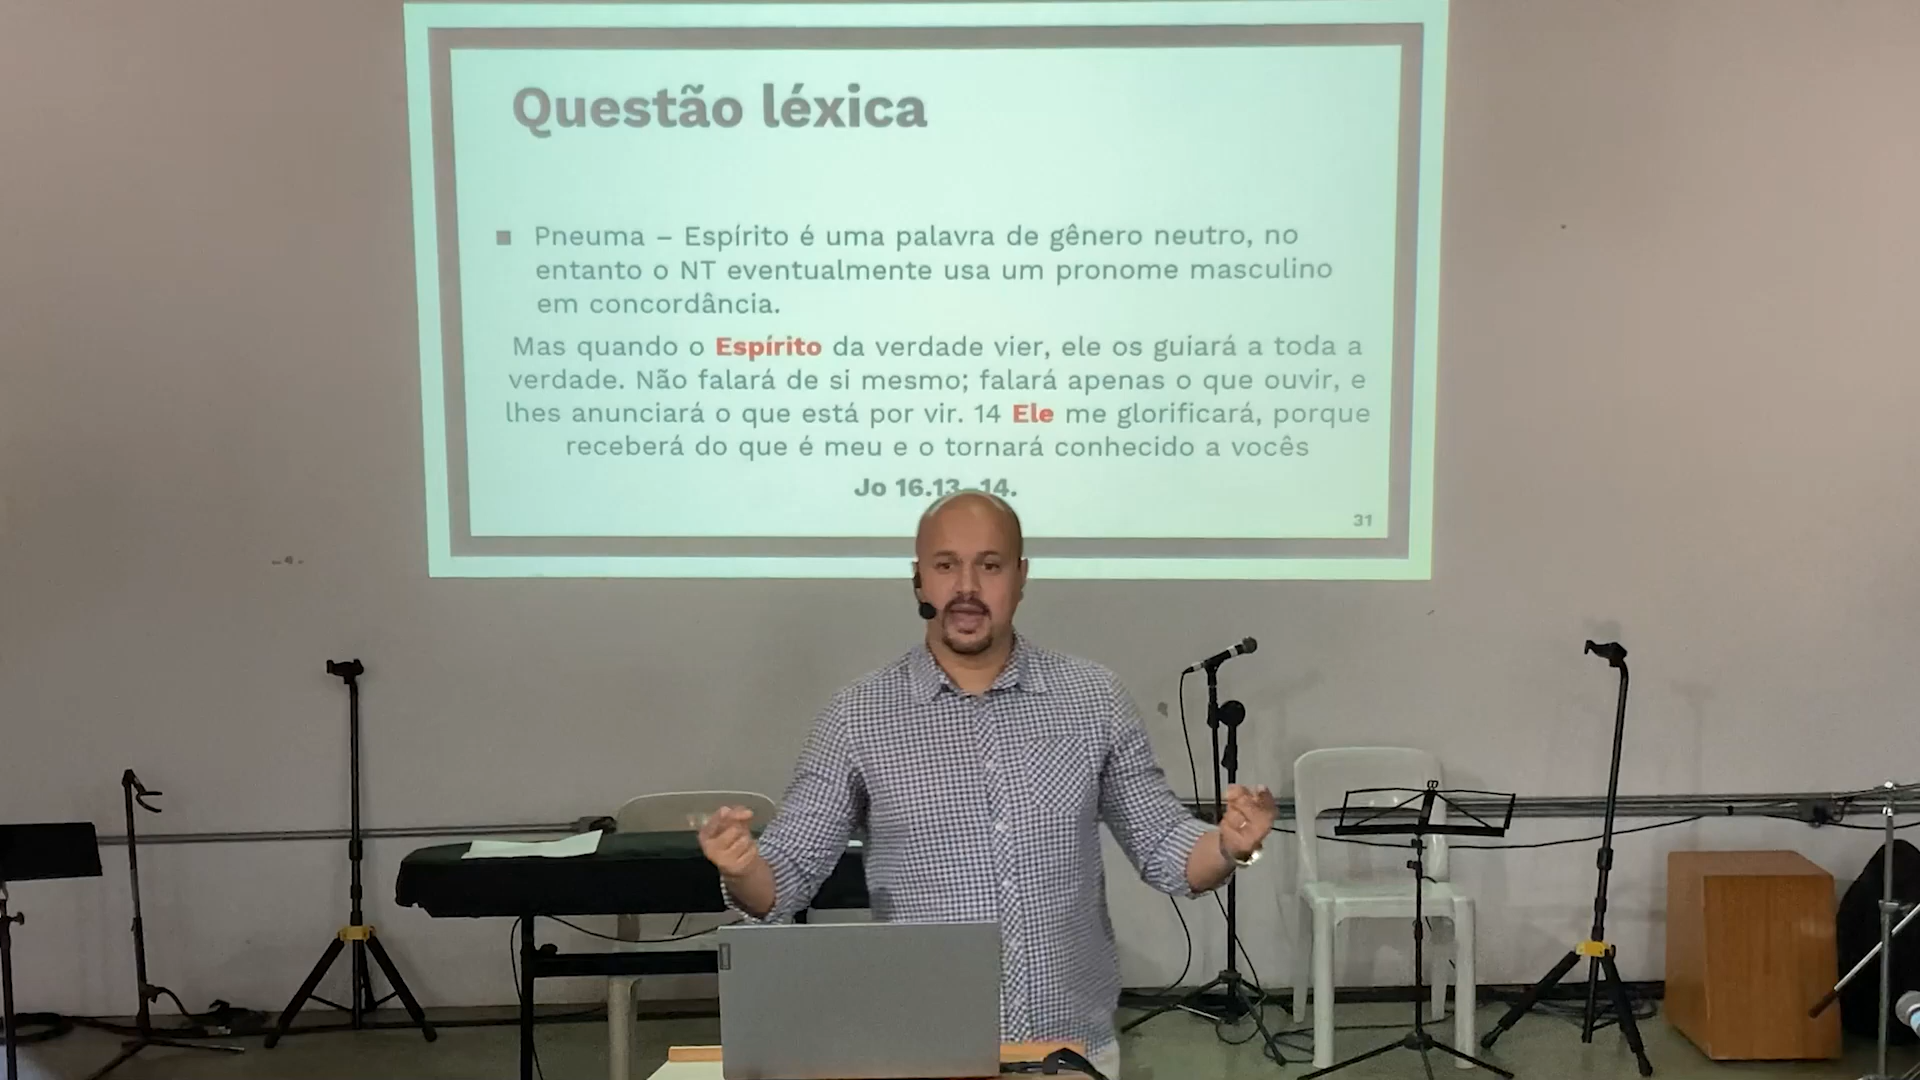 Questão léxica
Pneuma – Espírito é uma palavra de gênero neutro, no
entanto o NT eventualmente usa um pronome masculino
em concordância.
Mas quando o Espírito da verdade vier, ele os guiará a toda a
verdade. Não falará de si mesmo; falará apenas o que ouvir, e
lhes anunciará o que está por vir. 14 Ele me glorificará, porque
receberá do que é meu e o tornará conhecido a vocês
Jo 16.13–14.
31